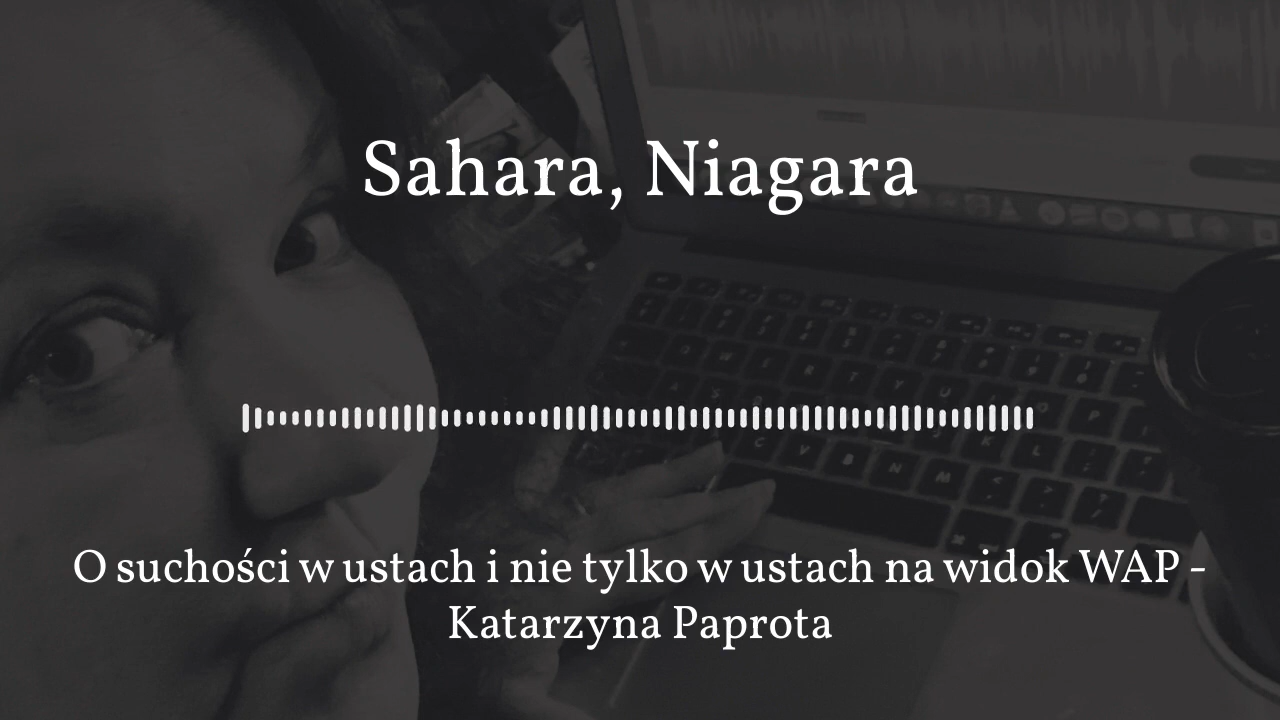 Sahara, Niagara
O suchości w ustach i nie tylko w ustach na widok WAP -
Katarzyna Paprota